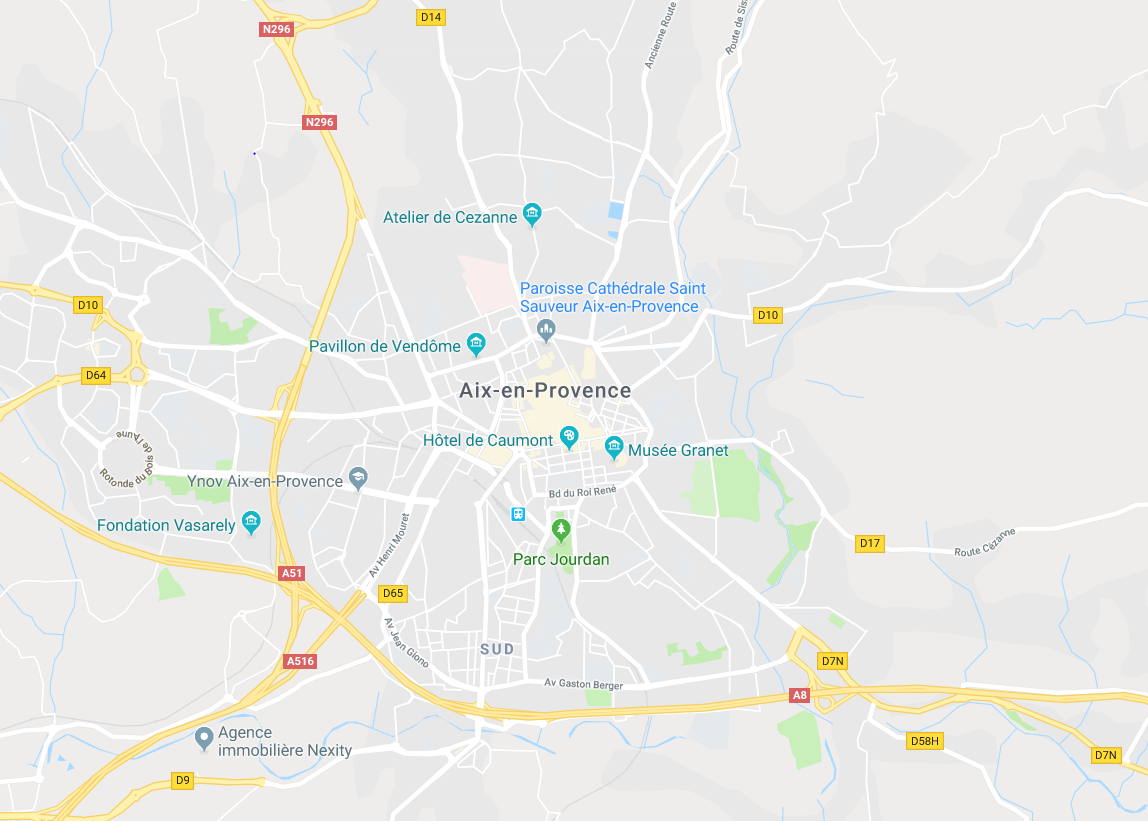 D14
N296
Ancienne Route
Route de Siss
N296
Atelier de Cezanne
Paroisse Cathédrale Saint
Sauveur Aix-en-Provence
D10
D10
Pavillon de Vendôme
D64
Aix-en-Provence
Hôtel de Caumont
Musée Granet
Rotonde du Bois
de l'Aune
Ynov Aix-en-Provence
Bd du Roi René
Fondation Vasarely
Av Henri Mouret
D17
Route Cézanne
Parc Jourdan
A51
D65
Av Jean Giono
SUD
A516
D7N
Av Gaston Berger
A8
Agence
immobilière Nexity
D58H
D7N
D9